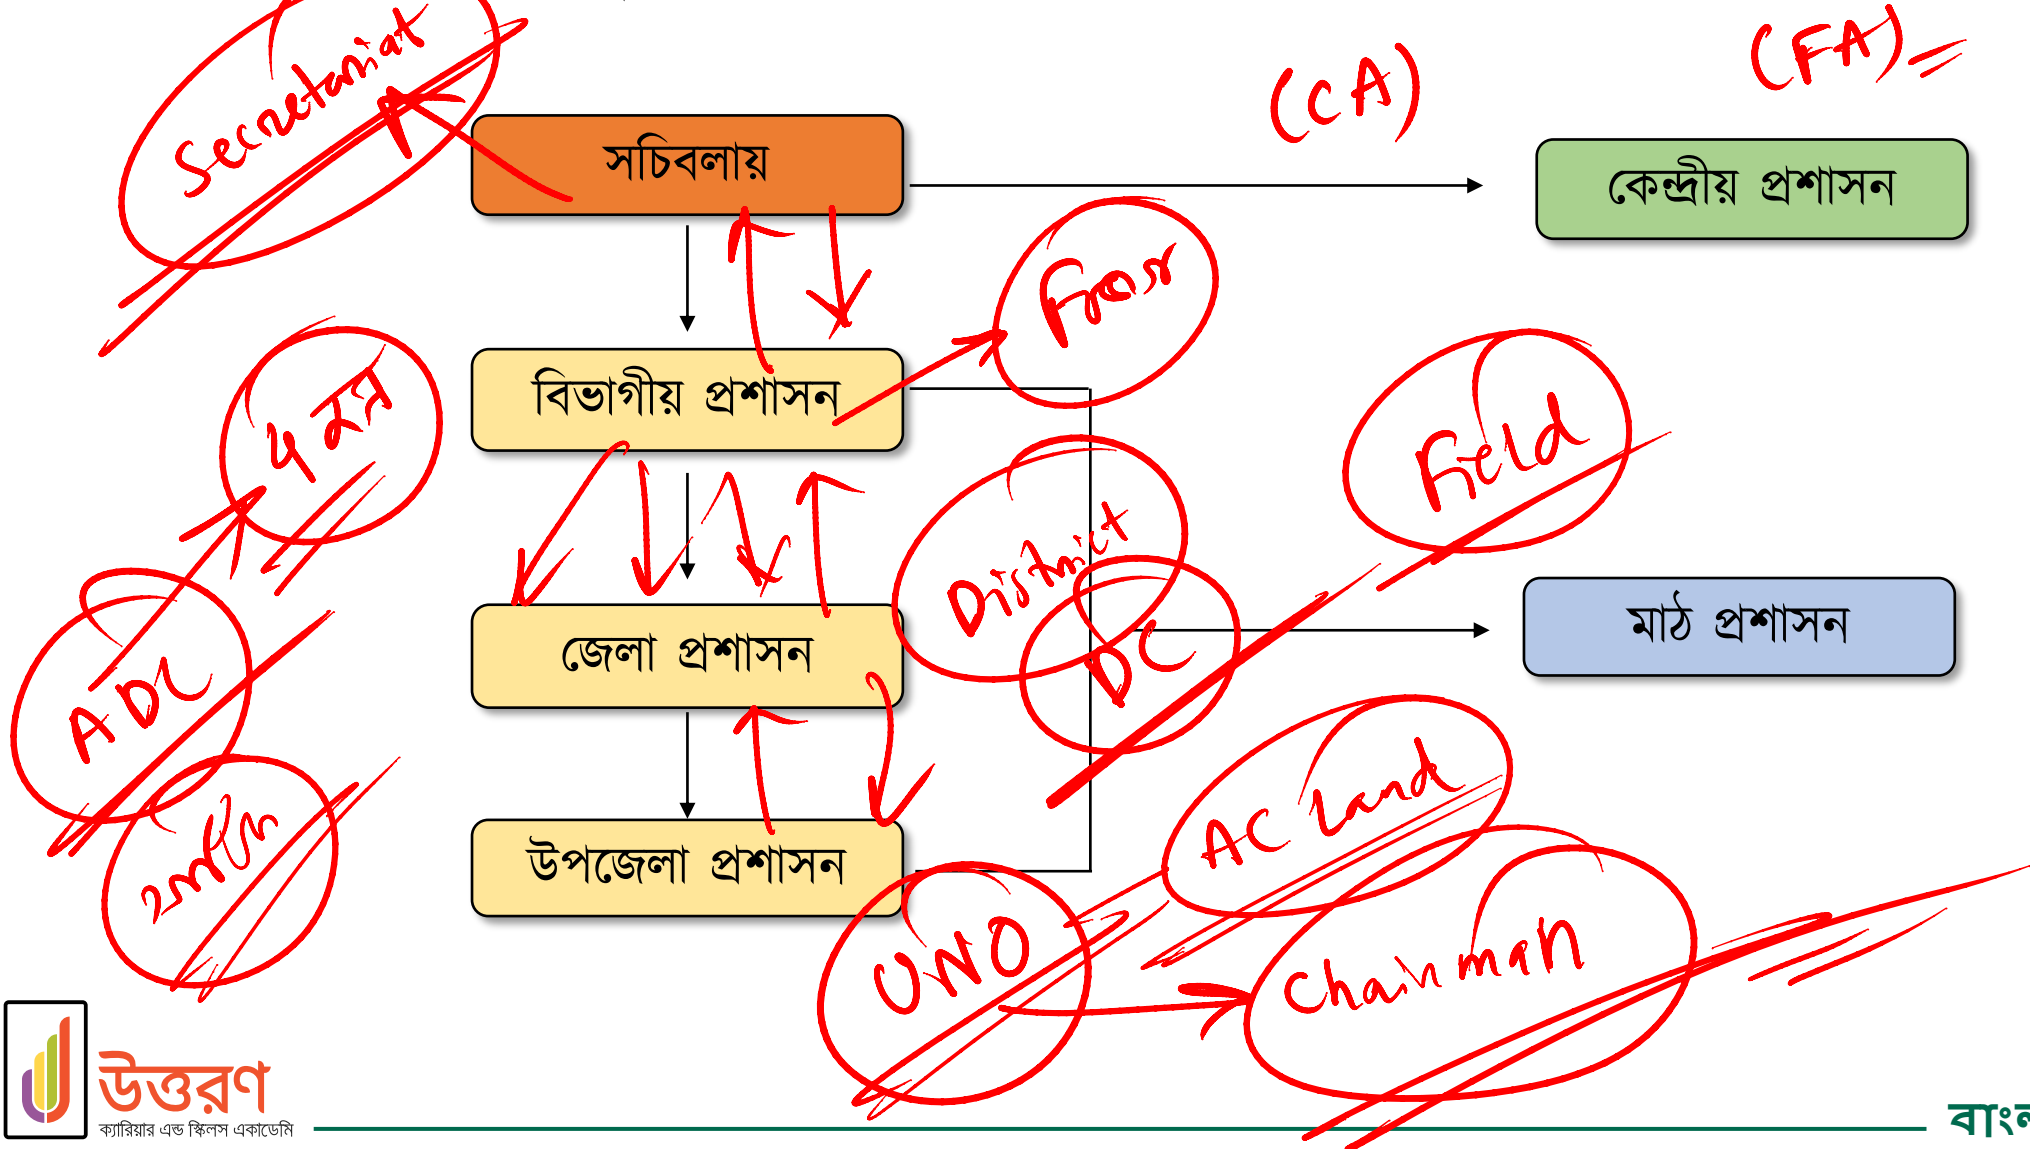 Secretariat
(CA)
(FA)
সচিবলায়
কেন্দ্রীয় প্রশাসন
বিভাগীয় প্রশাসন
Field
District
DC
জেলা প্রশাসন
মাঠ প্রশাসন
ADC
AC Land
উপজেলা প্রশাসন
UNO
Chairman
উত্তরণ
ক্যারিয়ার এন্ড স্কিলস একাডেমি